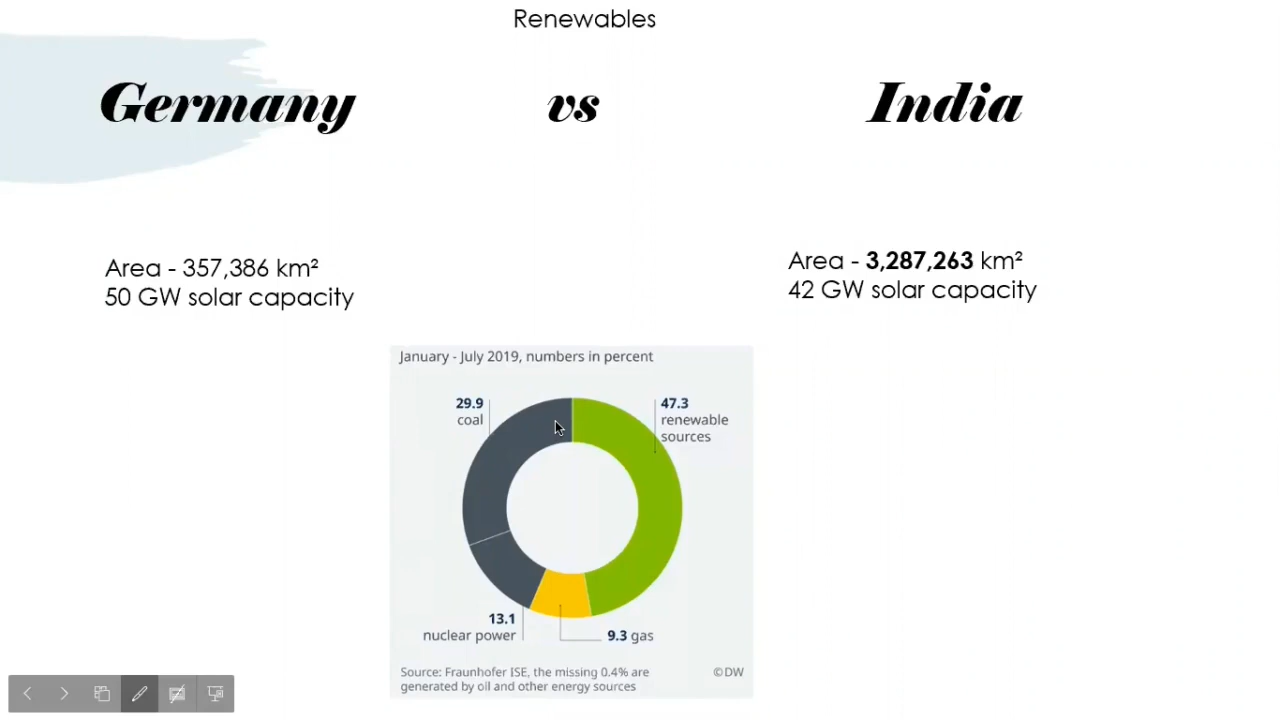 Renewables
Germany
vs
India
Area - 357,386 km²
50 GW solar capacity
Area - 3,287,263 km²
42 GW solar capacity
January - July 2019, numbers in percent
29.9
coal
47.3
renewable
sources
13.1
nuclear power
9.3 gas
Source: Fraunhofer ISE, the missing 0.4% are
generated by oil and other energy sources
©DW